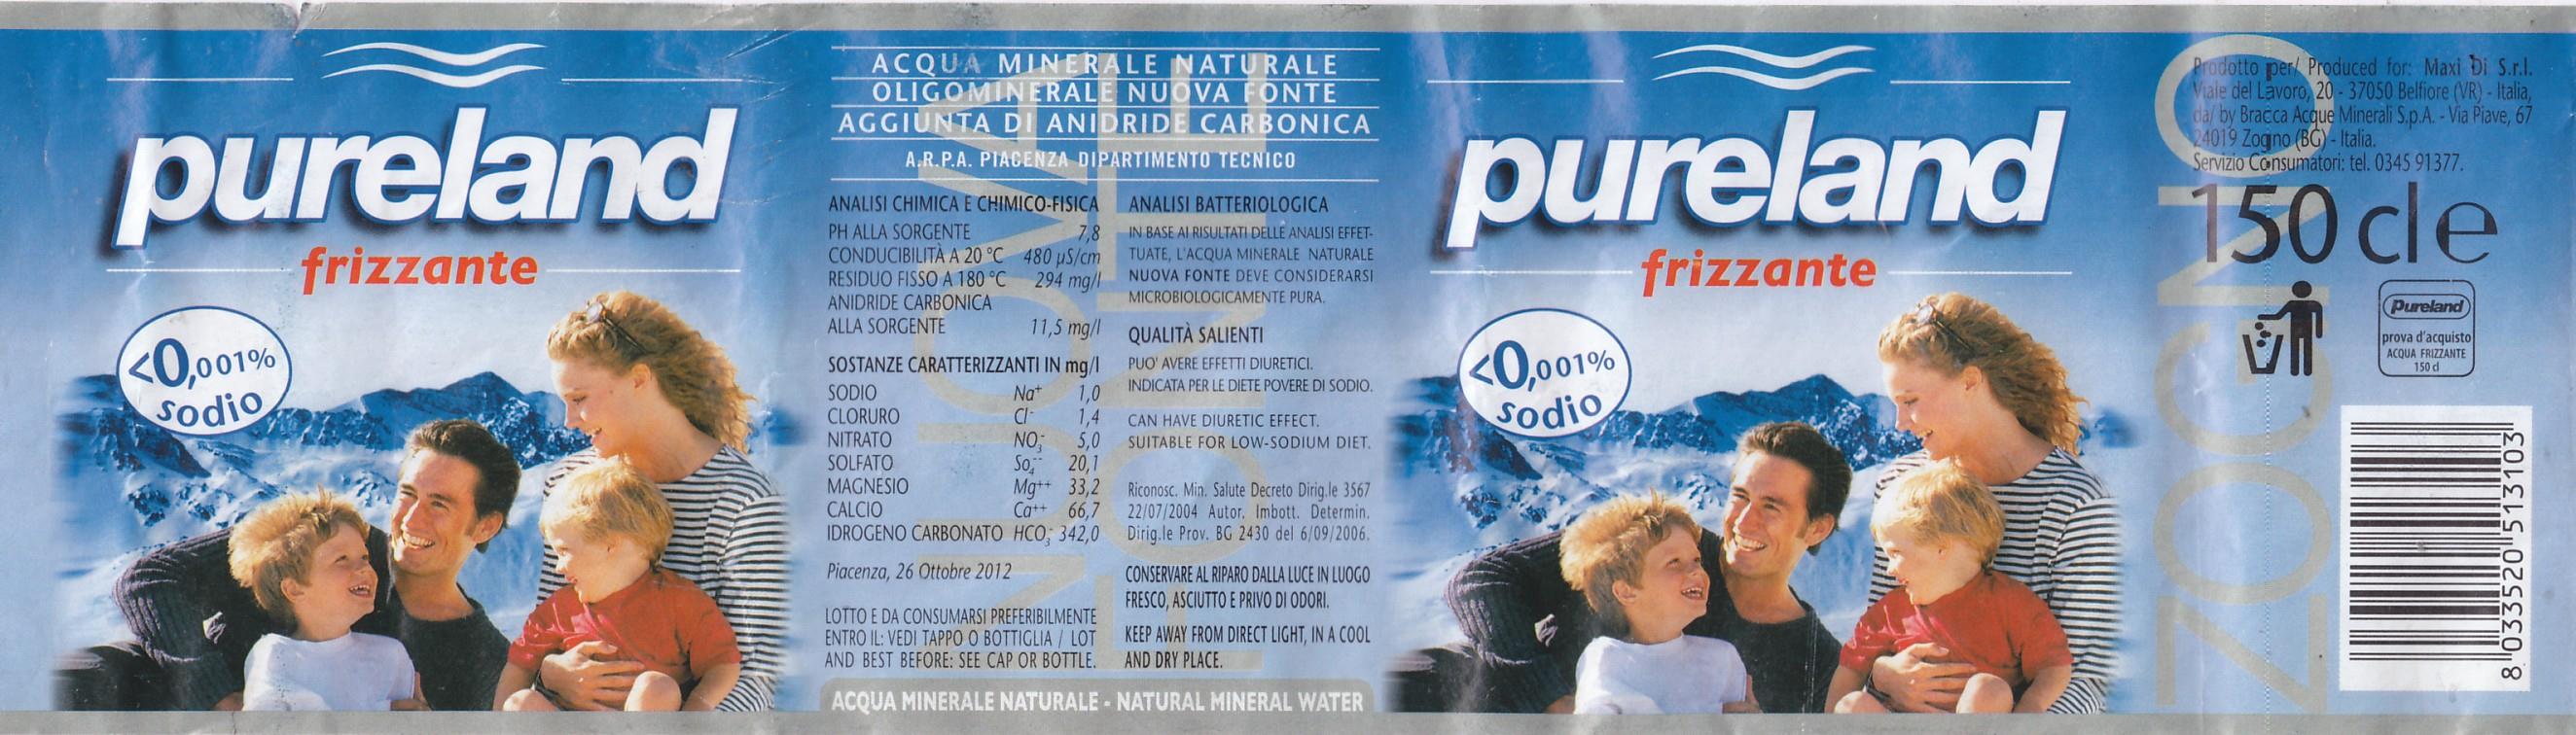 pureland
frizzante
<0,001%
sodio
ACQUA MINERALE NATURALE
OLIGOMINERALE NUOVA FONTE
AGGIUNTA DI ANIDRIDE CARBONICA
A.R.P.A. PIACENZA DIPARTIMENTO TECNICO
ANALISI CHIMICA E CHIMICO-FISICA
PH ALLA SORGENTE 7,8
CONDUCIBILITÀ A 20 °C 480 µS/cm
RESIDUO FISSO A 180 °C 294 mg/l
ANIDRIDE CARBONICA
ALLA SORGENTE 11,5 mg/l
SOSTANZE CARATTERIZZANTI IN mg/l
SODIO Na+ 1,0
CLORURO Cl- 1,4
NITRATO NO3- 5,0
SOLFATO So4-- 20,1
MAGNESIO Mg++ 33,2
CALCIO Ca++ 66,7
IDROGENO CARBONATO HCO3- 342,0
Piacenza, 26 Ottobre 2012
LOTTO E DA CONSUMARSI PREFERIBILMENTE
ENTRO IL: VEDI TAPPO O BOTTIGLIA / LOT
AND BEST BEFORE: SEE CAP OR BOTTLE.
ANALISI BATTERIOLOGICA
IN BASE AI RISULTATI DELLE ANALISI EFFET-
TUATE, L'ACQUA MINERALE NATURALE
NUOVA FONTE DEVE CONSIDERARSI
MICROBIOLOGICAMENTE PURA.
QUALITÀ SALIENTI
PUO' AVERE EFFETTI DIURETICI.
INDICATA PER LE DIETE POVERE DI SODIO.
CAN HAVE DIURETIC EFFECT.
SUITABLE FOR LOW-SODIUM DIET.
Riconosc. Min. Salute Decreto Dirig.le 3567
22/07/2004 Autor. Imbott. Determin.
Dirig.le Prov. BG 2430 del 6/09/2006.
CONSERVARE AL RIPARO DALLA LUCE IN LUOGO
FRESCO, ASCIUTTO E PRIVO DI ODORI.
KEEP AWAY FROM DIRECT LIGHT, IN A COOL
AND DRY PLACE.
ACQUA MINERALE NATURALE - NATURAL MINERAL WATER
NUOVA
FONTE
pureland
frizzante
<0,001%
sodio
ZOGNO
Prodotto per/ Produced for: Maxi Di S.r.l.
Viale del Lavoro, 20 - 37050 Belfiore (VR) - Italia,
da/ by Bracca Acque Minerali S.p.A. - Via Piave, 67
24019 Zogno (BG) - Italia.
Servizio Consumatori: tel. 0345 91377.
150 cl e
Pureland
prova d'acquisto
ACQUA FRIZZANTE
150 cl
8 033520 513103